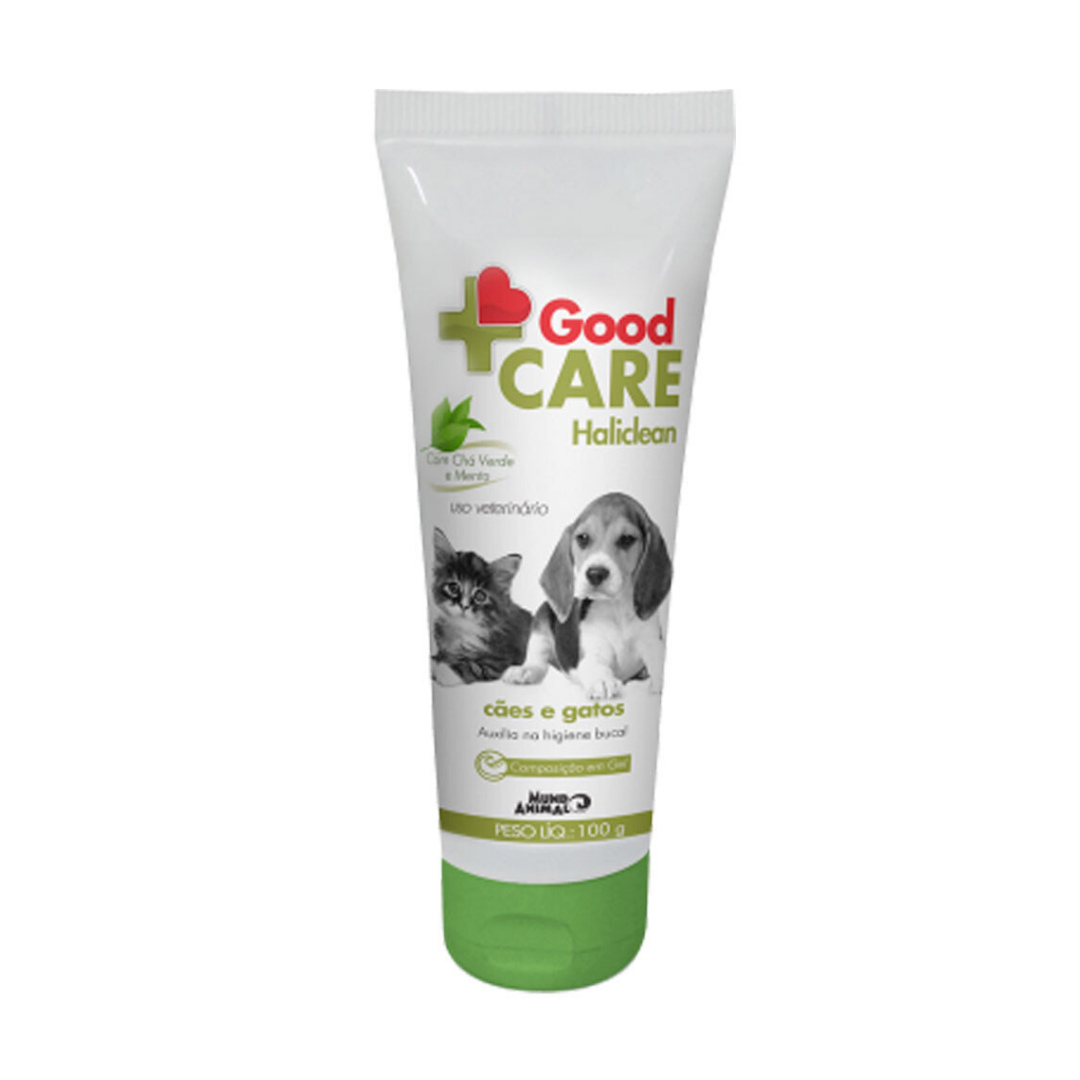 Good
CARE
Haliclean
Com Chá Verde
e Menta
uso veterinário
cães e gatos
Auxilia na higiene bucal
Composição em Gel
MUNDO
ANIMAL
PESO LÍQ.: 100 g